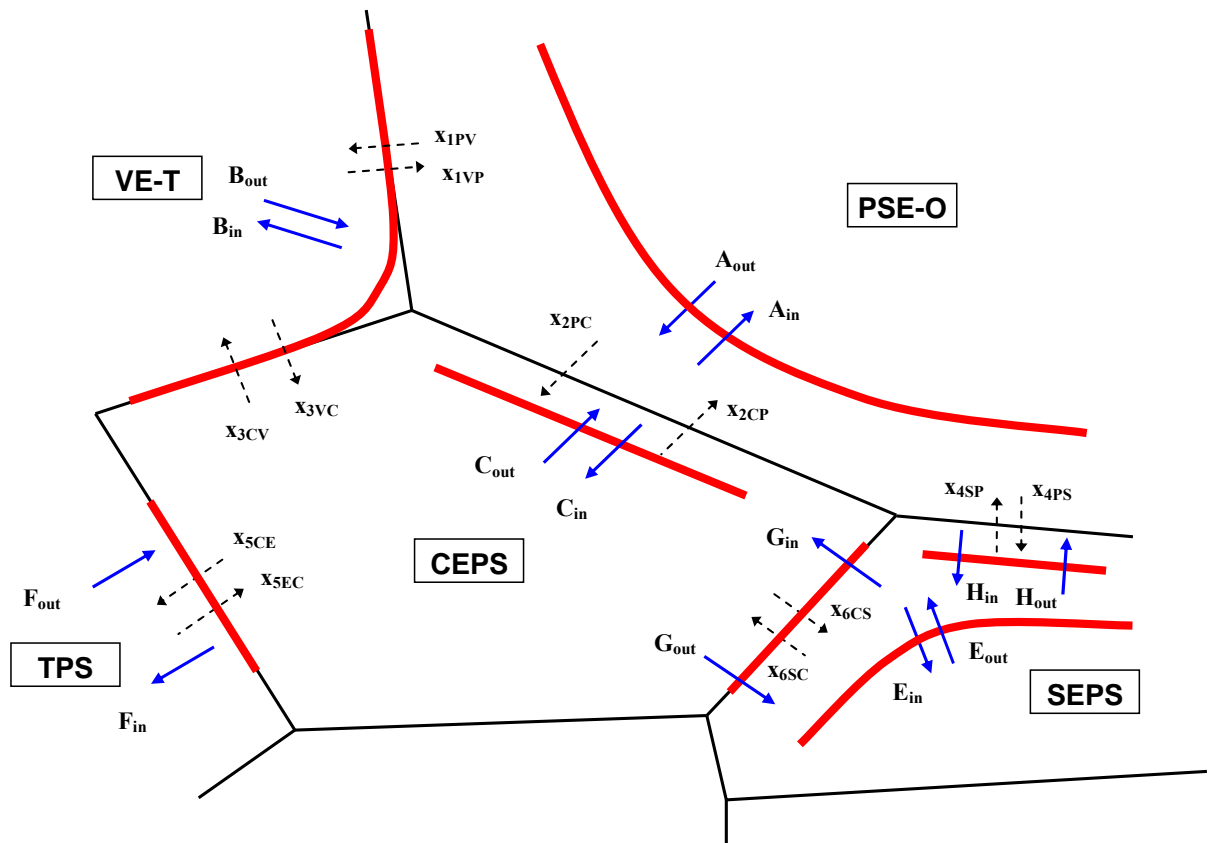 x1PV
VE-T
x1VP
Bout
Bin
PSE-O
Aout
Ain
x2PC
x3VC
x2CP
x3CV
Cout
Cin
x4SP
x4PS
x5CE
CEPS
Gin
x5EC
Fout
Hin
Hout
x6CS
Gout
Eout
TPS
x6SC
Ein
SEPS
Fin